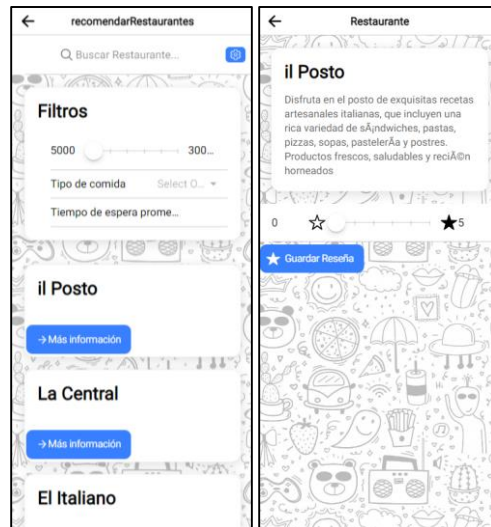 recomendarRestaurantes
Buscar Restaurante...
Filtros
5000
300...
Tipo de comida
Select O...
Tiempo de espera prome...
il Posto
Más información
La Central
Más información
El Italiano
Restaurante
il Posto
Disfruta en el posto de exquisitas recetas
artesanales italianas, que incluyen una
rica variedad de sÃ¡ndwiches, pastas,
pizzas, sopas, pastelerÃa y postres.
Productos frescos, saludables y reciÃ©n
horneados
0
5
Guardar Reseña